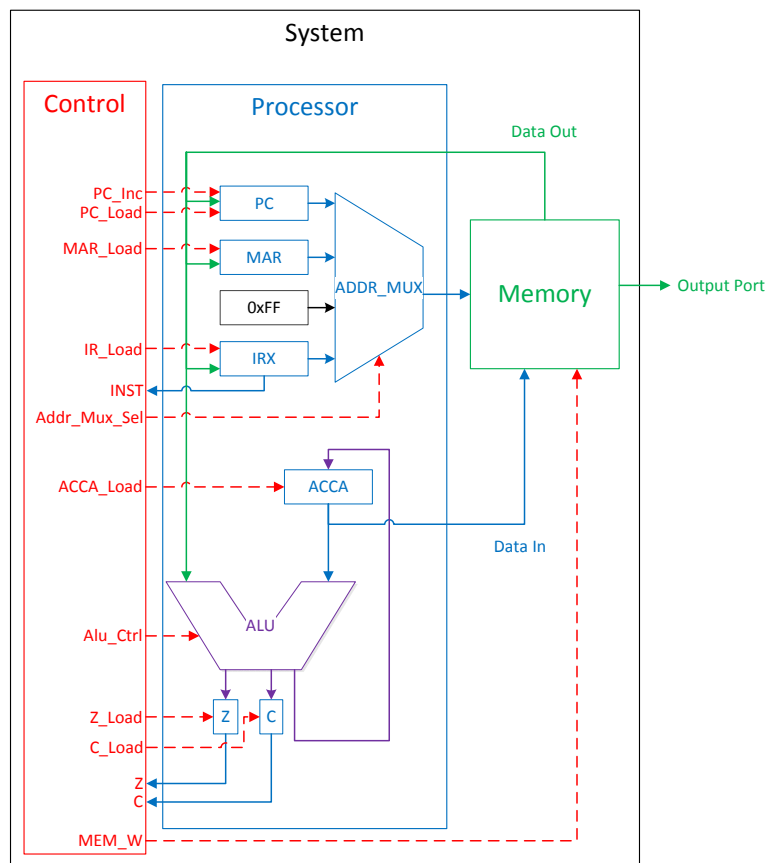 System
Control
Processor
Data Out
PC_Inc
PC
PC_Load
MAR_Load
MAR
ADDR_MUX
Memory
Output Port
0xFF
IR_Load
IRX
INST
Addr_Mux_Sel
ACCA_Load
ACCA
Data In
ALU
Alu_Ctrl
Z_Load
Z
C
C_Load
Z
C
MEM_W